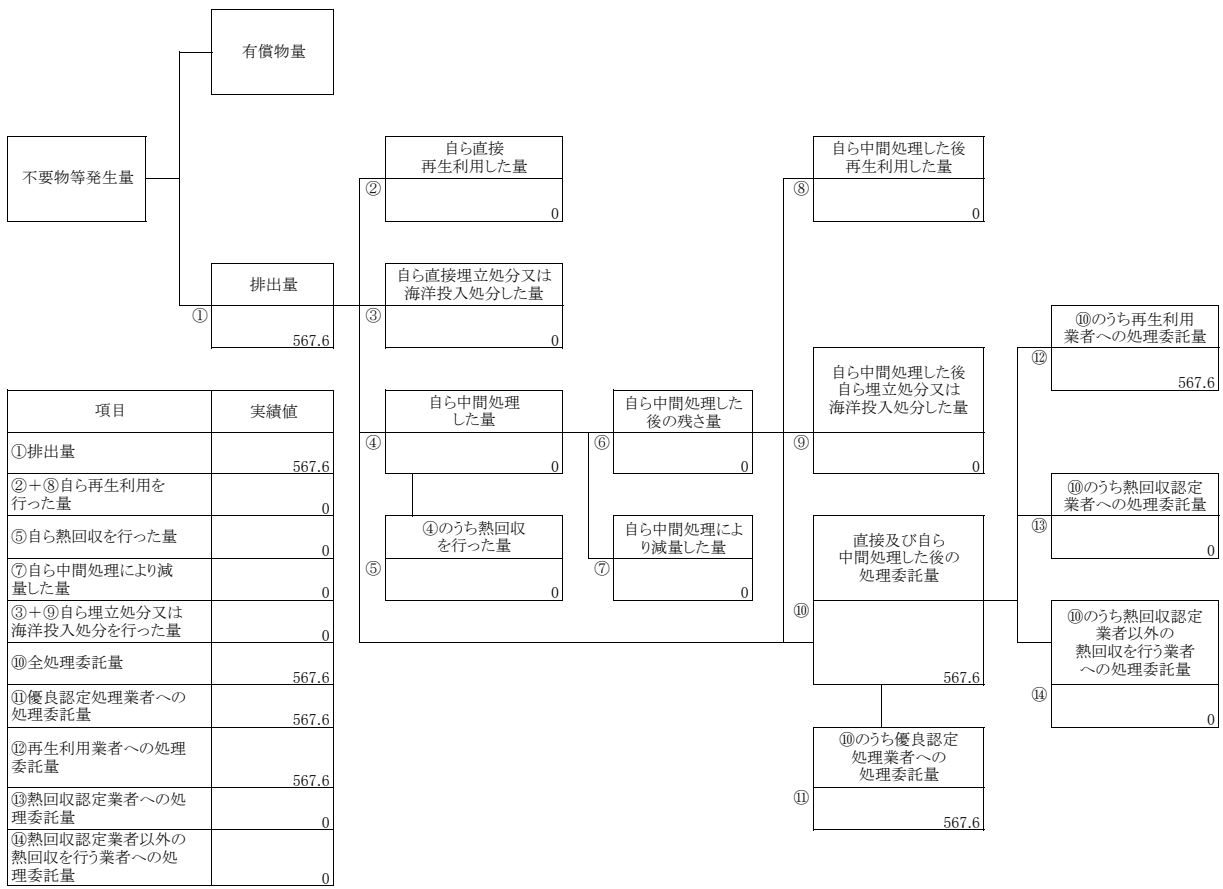 有償物量
不要物等発生量
排出量
①
567.6
自ら直接
再生利用した量
②
0
自ら直接埋立処分又は
海洋投入処分した量
③
0
自ら中間処理
した量
④
0
④のうち熱回収
を行った量
⑤
0
自ら中間処理した
後の残さ量
⑥
0
自ら中間処理によ
り減量した量
⑦
0
自ら中間処理した後
再生利用した量
⑧
0
自ら中間処理した後
自ら埋立処分又は
海洋投入処分した量
⑨
0
直接及び自ら
中間処理した後の
処理委託量
⑩
567.6
⑩のうち優良認定
処理業者への
処理委託量
⑪
567.6
⑩のうち再生利用
業者への処理委託量
⑫
567.6
⑩のうち熱回収認定
業者への処理委託量
⑬
0
⑩のうち熱回収認定
業者以外の
熱回収を行う業者
への処理委託量
⑭
0
項目 実績値
①排出量
567.6
②＋⑧自ら再生利用を
行った量
0
⑤自ら熱回収を行った量
0
⑦自ら中間処理により減
量した量
0
③＋⑨自ら埋立処分又は
海洋投入処分を行った量
0
⑩全処理委託量
567.6
⑪優良認定処理業者への
処理委託量
567.6
⑫再生利用業者への処理
委託量
567.6
⑬熱回収認定業者への処
理委託量
0
⑭熱回収認定業者以外の
熱回収を行う業者への処
理委託量
0